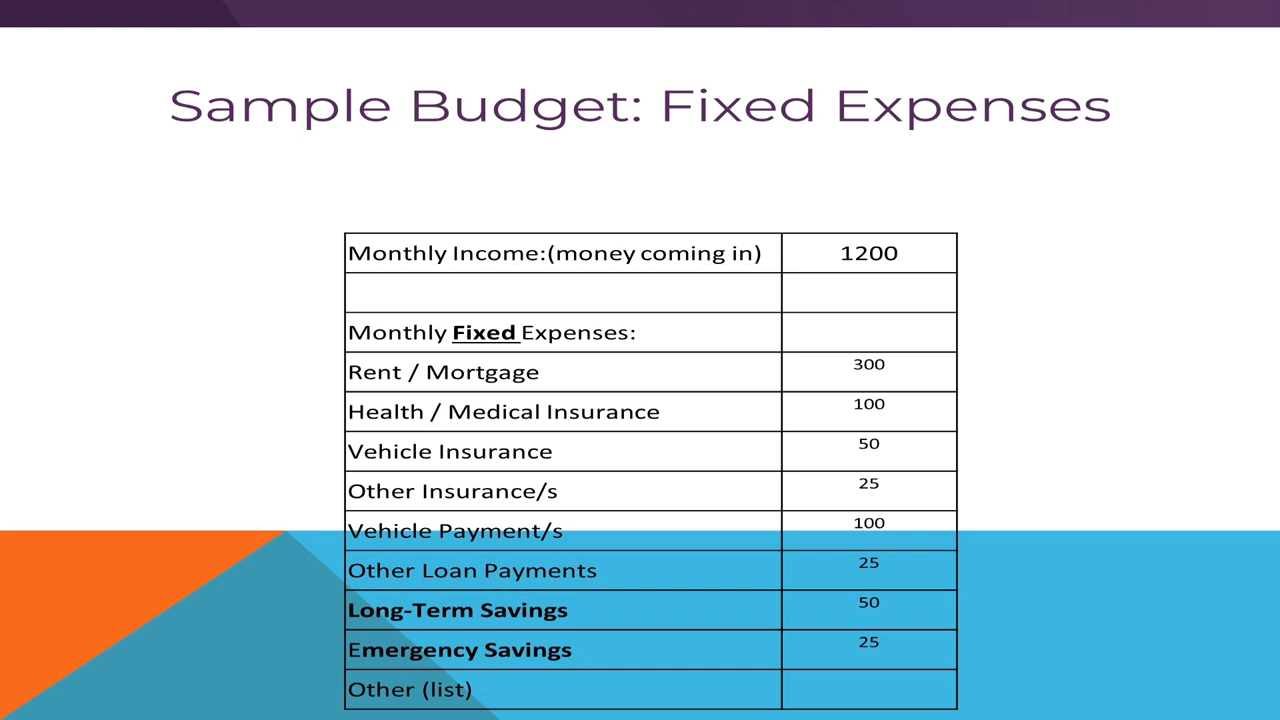 Sample Budget: Fixed Expenses
Monthly Income:(money coming in) 1200
Monthly Fixed Expenses:
Rent / Mortgage 300
Health / Medical Insurance 100
Vehicle Insurance 50
Other Insurance/s 25
Vehicle Payment/s 100
Other Loan Payments 25
Long-Term Savings 50
Emergency Savings 25
Other (list)